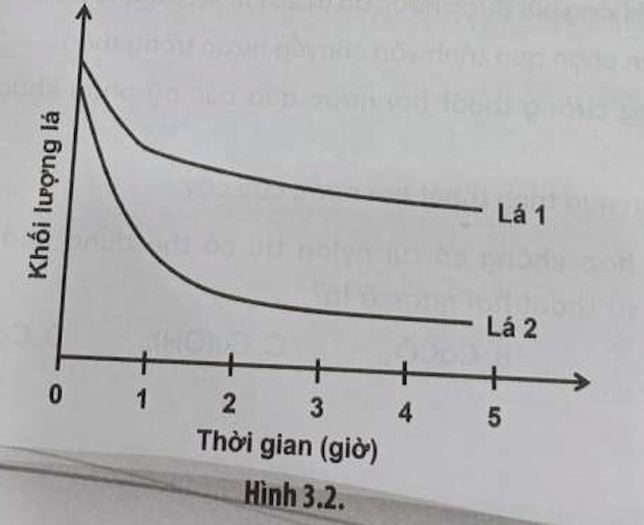 Khối lượng lá
Lá 1
Lá 2
0 1 2 3 4 5
Thời gian (giờ)
Hình 3.2.